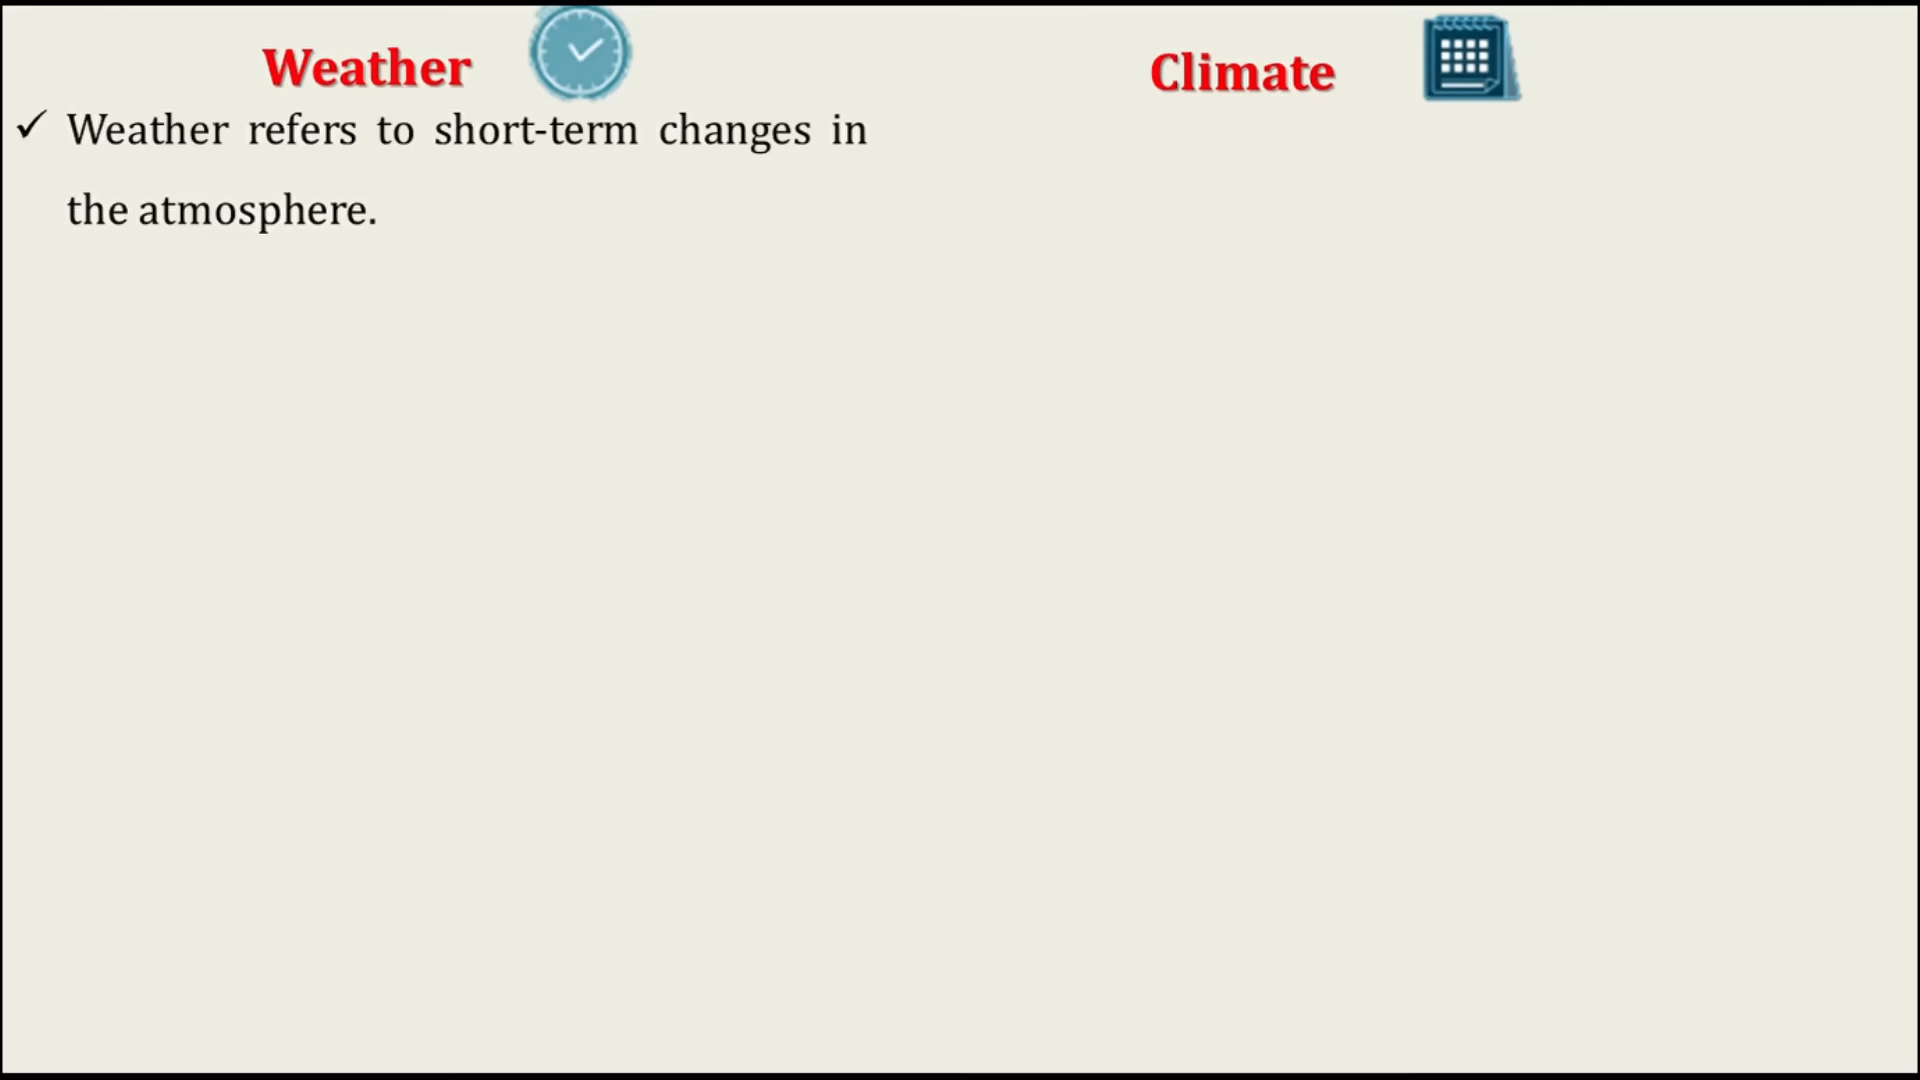 Weather
Climate
✓ Weather refers to short-term changes in
the atmosphere.